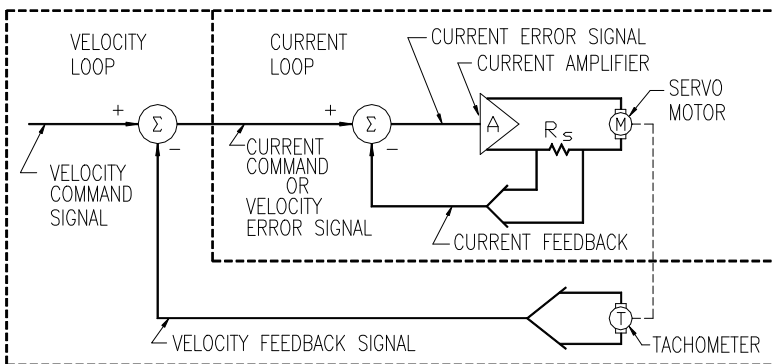 VELOCITY
LOOP
CURRENT
LOOP
CURRENT ERROR SIGNAL
CURRENT AMPLIFIER
SERVO
MOTOR
+
Σ
−
+
Σ
−
A
R S
M
VELOCITY
COMMAND
SIGNAL
CURRENT
COMMAND
OR
VELOCITY
ERROR SIGNAL
CURRENT FEEDBACK
VELOCITY FEEDBACK SIGNAL
T
TACHOMETER